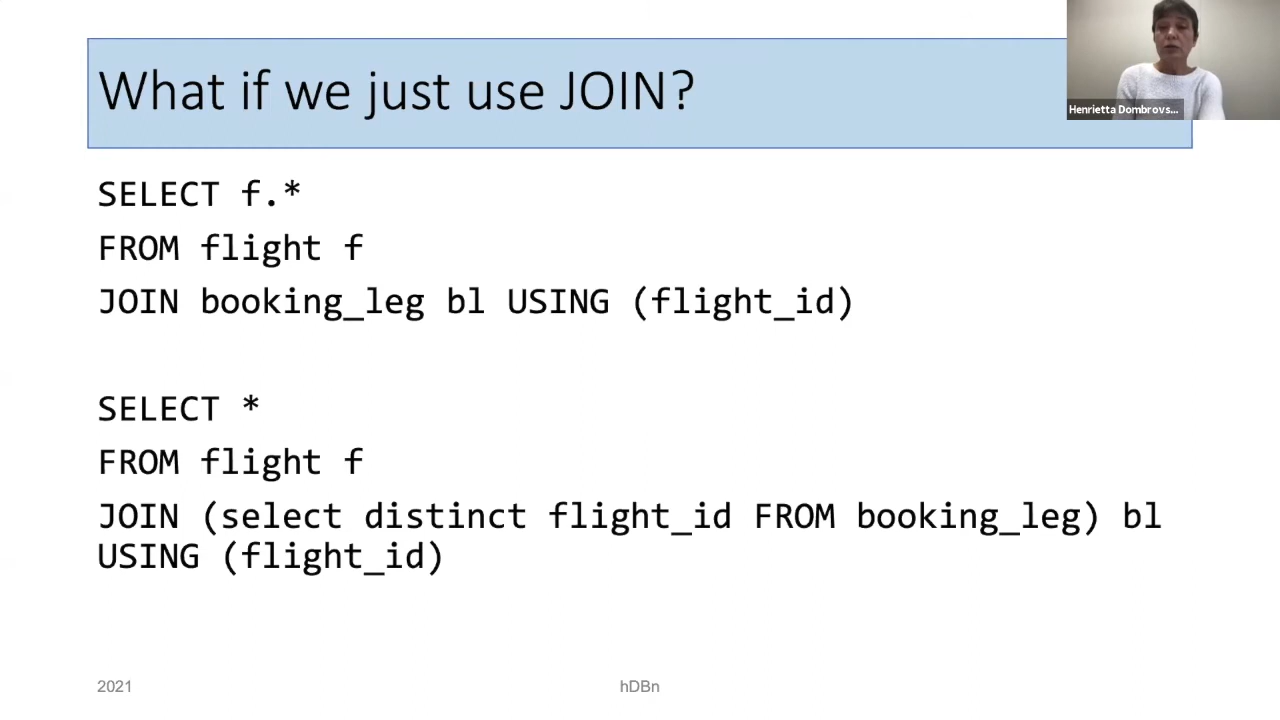 What if we just use JOIN?
Henrietta Dombrovs...
SELECT f.*
FROM flight f
JOIN booking_leg bl USING (flight_id)
SELECT *
FROM flight f
JOIN (select distinct flight_id FROM booking_leg) bl
USING (flight_id)
2021
hDBn